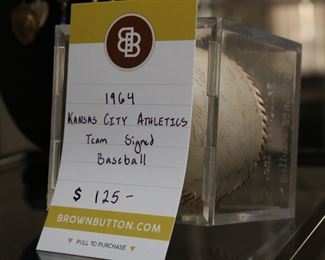 1964
KANSAS CITY ATHLETICS
Team Signed
Baseball
$ 125-
BROWNBUTTON.COM
PULL TO PURCHASE